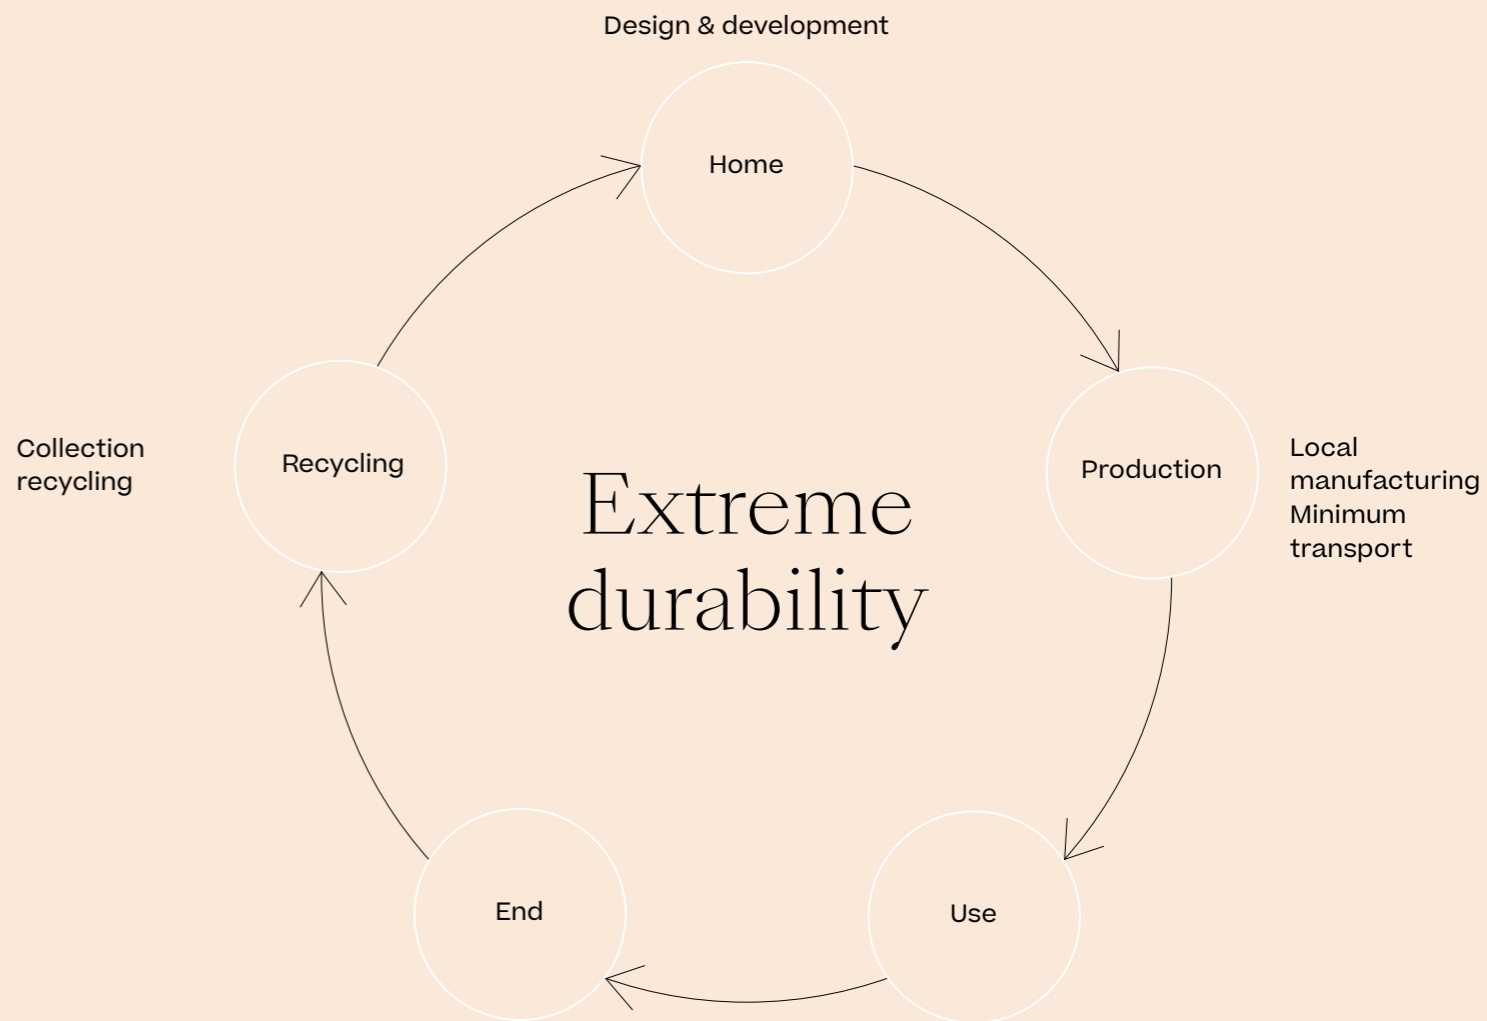 Design & development
Home
Recycling
Collection
recycling
Production
Local
manufacturing
Minimum
transport
Extreme
durability
End
Use